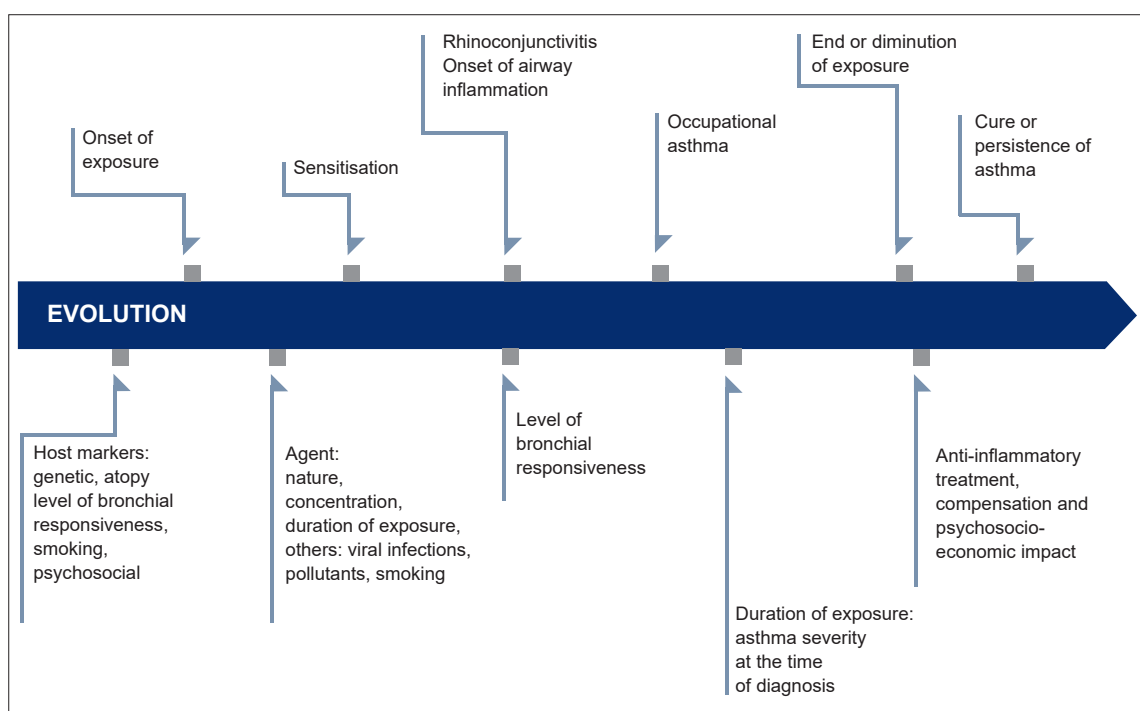 Onset of
exposure
Sensitisation
Rhinoconjunctivitis
Onset of airway
inflammation
Occupational
asthma
End or diminution
of exposure
Cure or
persistence of
asthma
EVOLUTION
Host markers:
genetic, atopy
level of bronchial
responsiveness,
smoking,
psychosocial
Agent:
nature,
concentration,
duration of exposure,
others: viral infections,
pollutants, smoking
Level of
bronchial
responsiveness
Duration of exposure:
asthma severity
at the time
of diagnosis
Anti-inflammatory
treatment,
compensation and
psychosocio-
economic impact